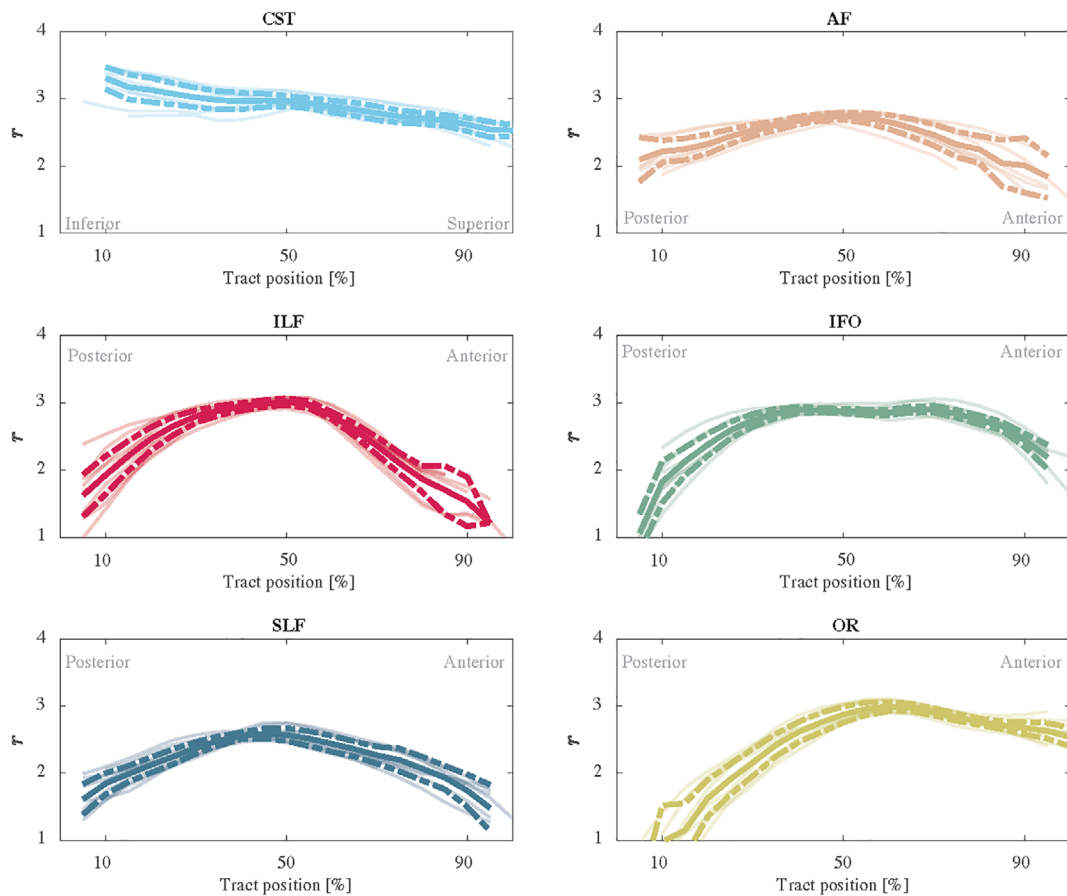 CST
AF
4
3
2
1
r
Inferior
Superior
10
50
90
Tract position [%]
4
3
2
1
r
Posterior
Anterior
10
50
90
Tract position [%]
ILF
IFO
4
3
2
1
r
Posterior
Anterior
10
50
90
Tract position [%]
4
3
2
1
r
Posterior
Anterior
10
50
90
Tract position [%]
SLF
OR
4
3
2
1
r
Posterior
Anterior
10
50
90
Tract position [%]
4
3
2
1
r
Posterior
Anterior
10
50
90
Tract position [%]